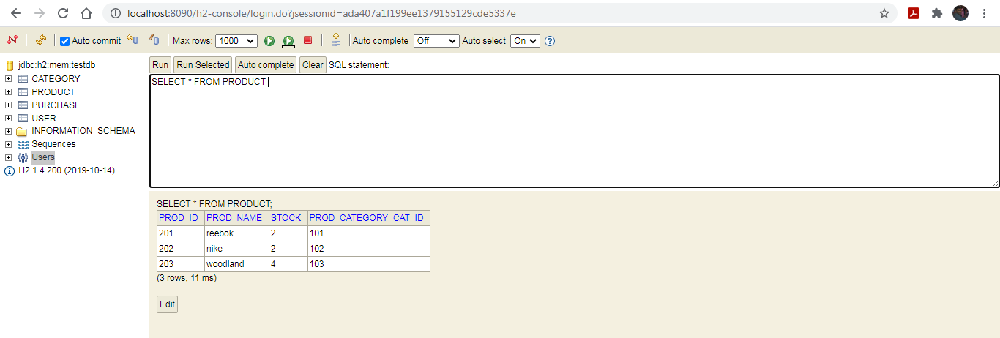 localhost:8090/h2-console/login.do?jsessionid=ada407a1f199ee1379155129cde5337e
Auto commit Max rows: 1000 Auto complete Off Auto select On
jdbc:h2:mem:testdb
CATEGORY
PRODUCT
PURCHASE
USER
INFORMATION_SCHEMA
Sequences
Users
H2 1.4.200 (2019-10-14)
Run Run Selected Auto complete Clear SQL statement:
SELECT * FROM PRODUCT
SELECT * FROM PRODUCT;
PROD_ID PROD_NAME STOCK PROD_CATEGORY_CAT_ID
201 reebok 2 101
202 nike 2 102
203 woodland 4 103
(3 rows, 11 ms)
Edit